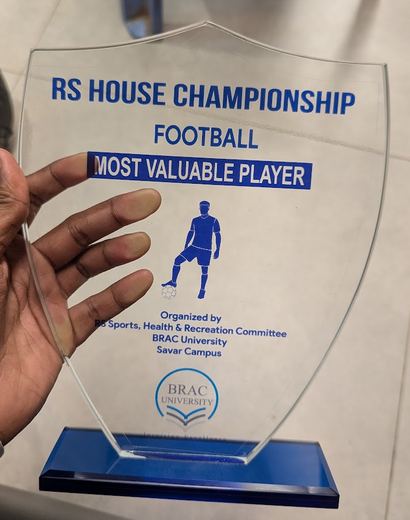 RS HOUSE CHAMPIONSHIP
FOOTBALL
MOST VALUABLE PLAYER
Organized by
RS Sports, Health & Recreation Committee
BRAC University
Savar Campus
BRAC
UNIVERSITY